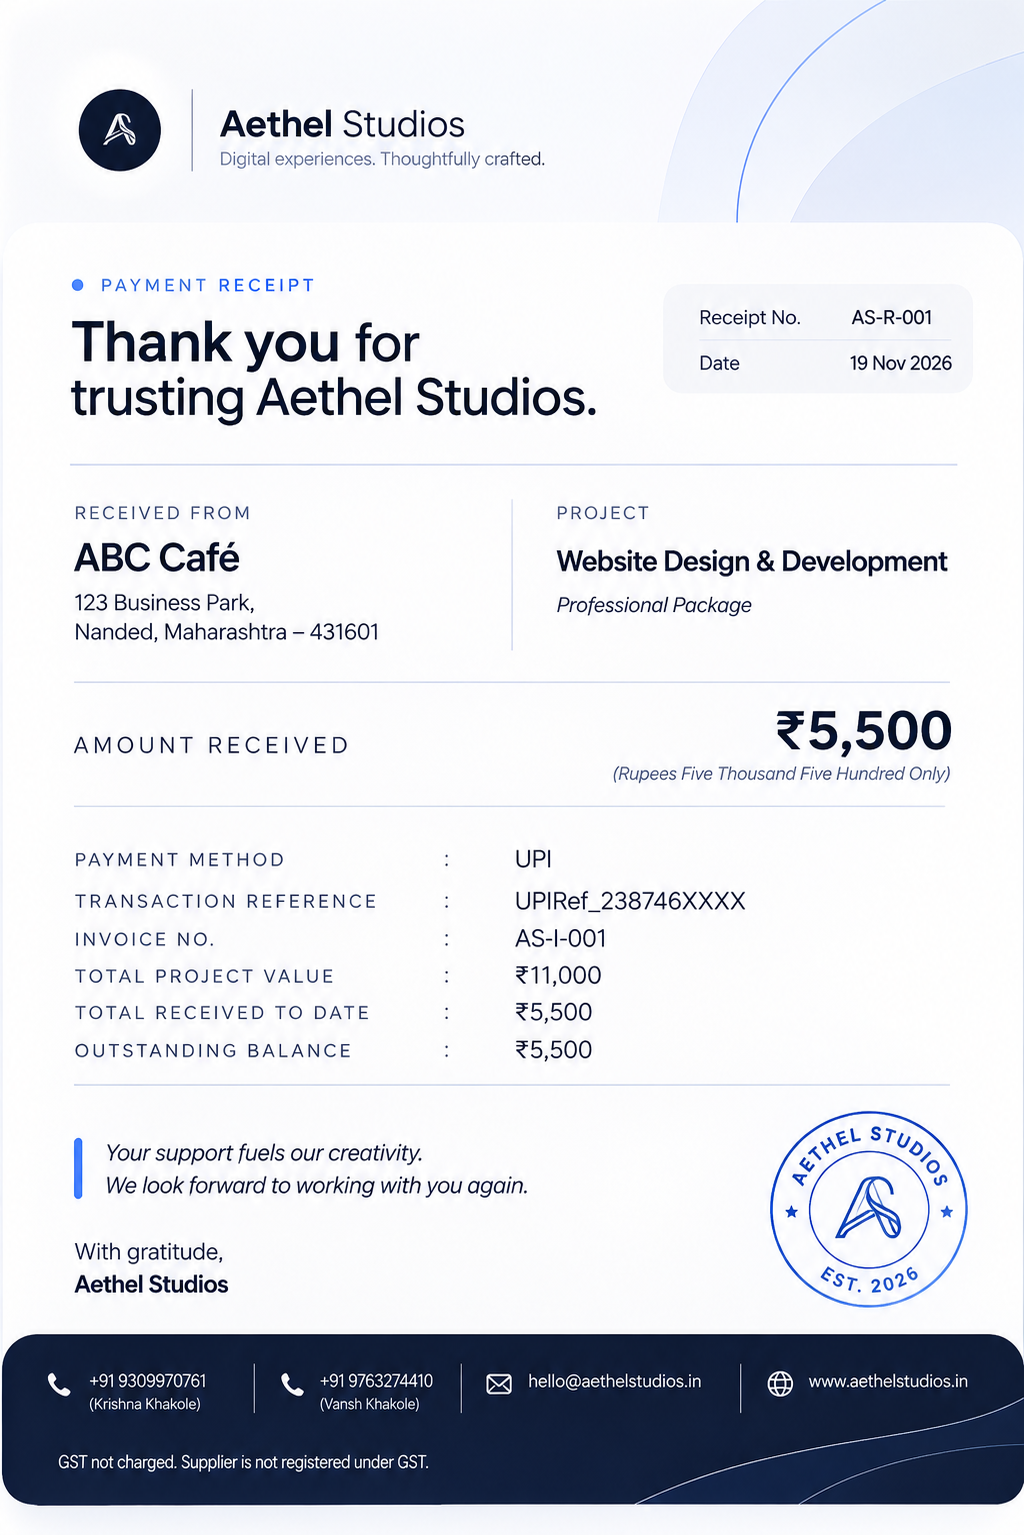 Aethel Studios
Digital experiences. Thoughtfully crafted.
PAYMENT RECEIPT
Thank you for
trusting Aethel Studios.
Receipt No. AS-R-001
Date 19 Nov 2026
RECEIVED FROM
ABC Café
123 Business Park,
Nanded, Maharashtra – 431601
PROJECT
Website Design & Development
Professional Package
AMOUNT RECEIVED
₹5,500
(Rupees Five Thousand Five Hundred Only)
PAYMENT METHOD : UPI
TRANSACTION REFERENCE : UPIRef_238746XXXX
INVOICE NO. : AS-I-001
TOTAL PROJECT VALUE : ₹11,000
TOTAL RECEIVED TO DATE : ₹5,500
OUTSTANDING BALANCE : ₹5,500
Your support fuels our creativity.
We look forward to working with you again.
With gratitude,
Aethel Studios
AETHEL STUDIOS
EST. 2026
+91 9309970761
(Krishna Khakole)
+91 9763274410
(Vansh Khakole)
hello@aethelstudios.in
www.aethelstudios.in
GST not charged. Supplier is not registered under GST.